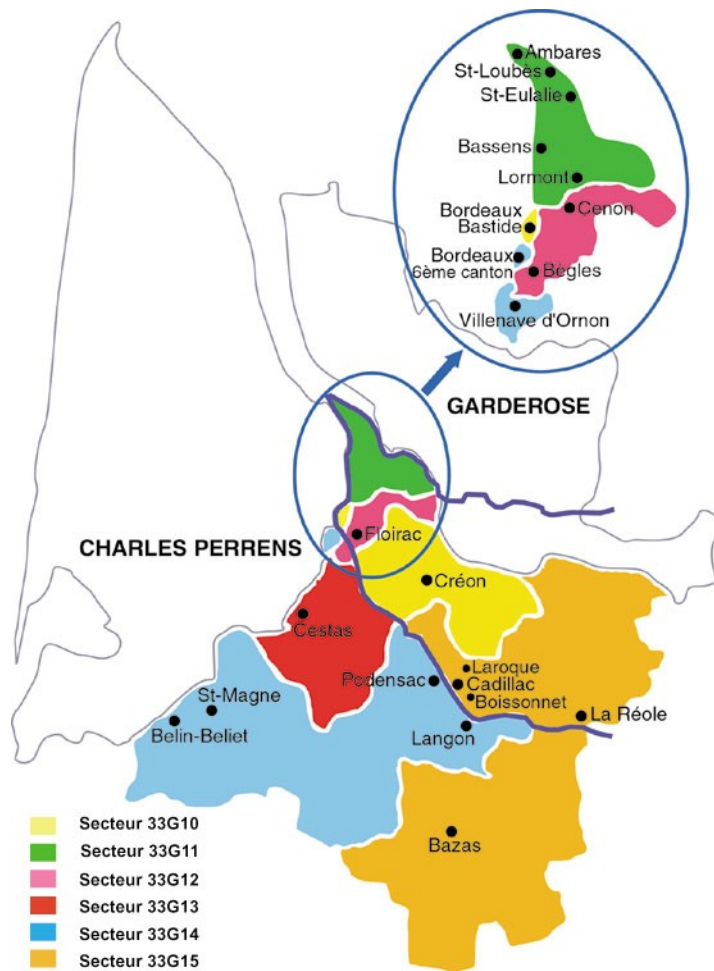 Ambares
St-Loubès
St-Eulalie
Bassens
Lormont
Bordeaux
Bastide
Cenon
Bordeaux
6ème canton
Bègles
Villenave d'Ornon
GARDEROSE
CHARLES PERRENS
Floirac
Créon
Cestas
Laroque
Podensac
Cadillac
St-Magne
Boissonnet
La Réole
Belin-Beliet
Langon
Bazas
Secteur 33G10
Secteur 33G11
Secteur 33G12
Secteur 33G13
Secteur 33G14
Secteur 33G15